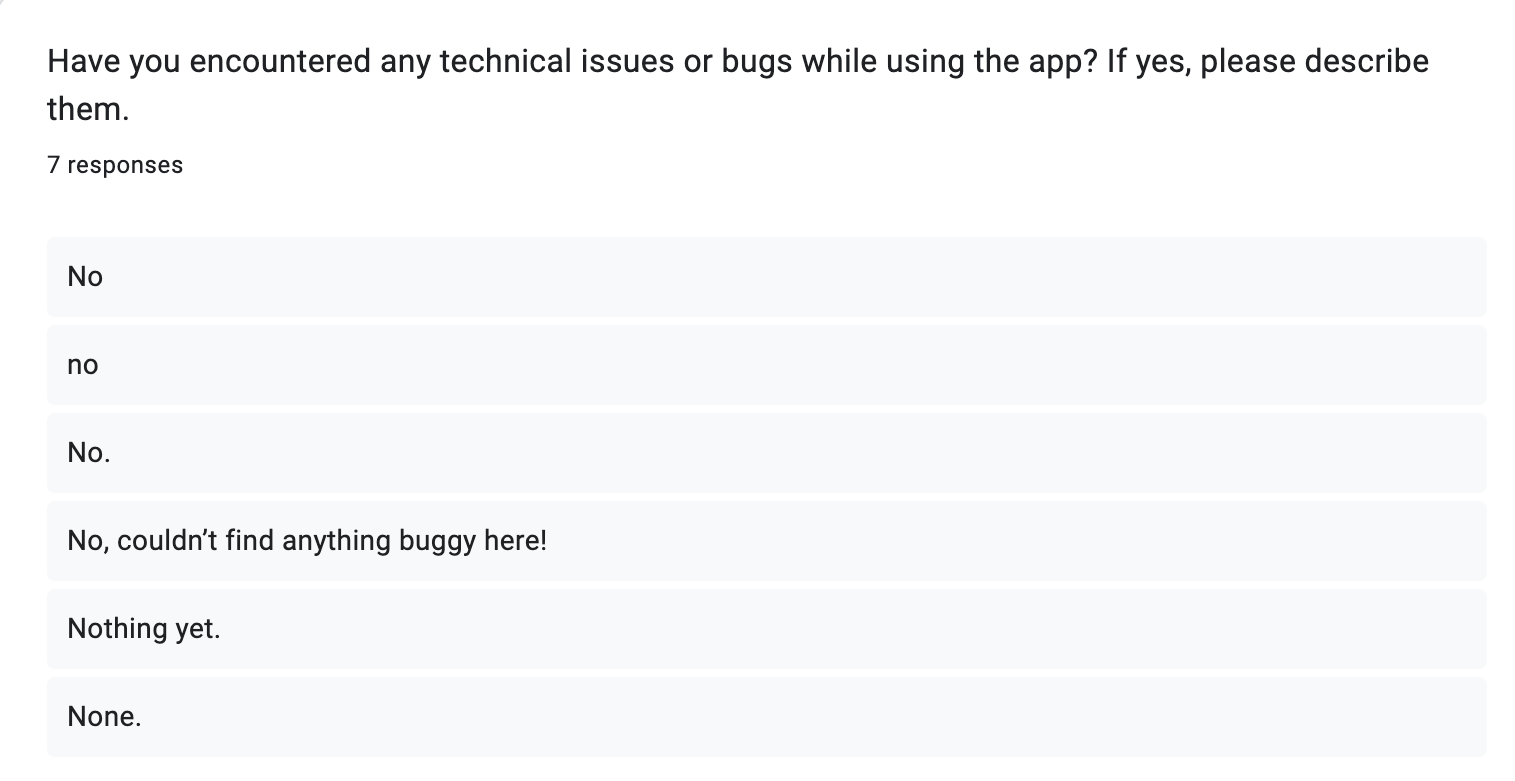 Have you encountered any technical issues or bugs while using the app? If yes, please describe
them.
7 responses
No
no
No.
No, couldn’t find anything buggy here!
Nothing yet.
None.